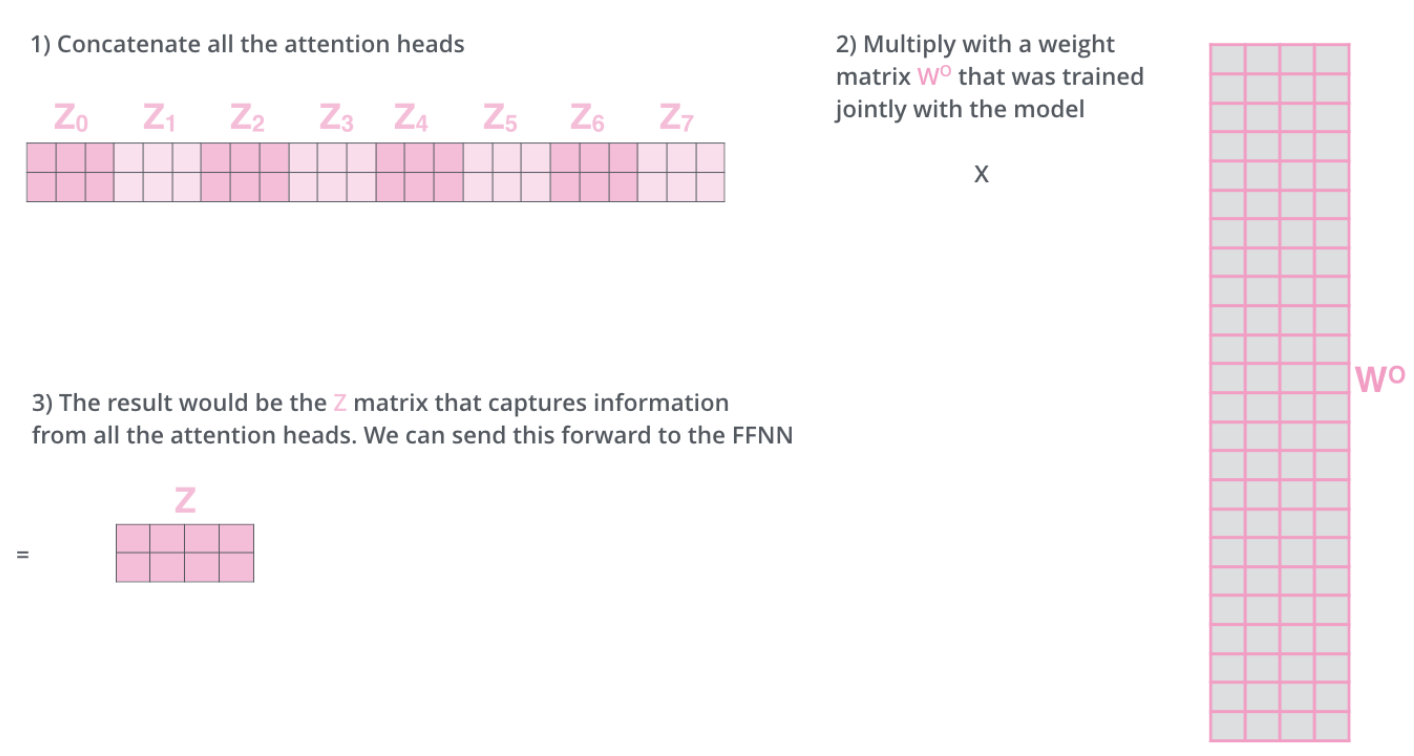 1) Concatenate all the attention heads
Z0 Z1 Z2 Z3 Z4 Z5 Z6 Z7
2) Multiply with a weight
matrix W^O that was trained
jointly with the model
X
W^O
3) The result would be the Z matrix that captures information
from all the attention heads. We can send this forward to the FFNN
Z
=